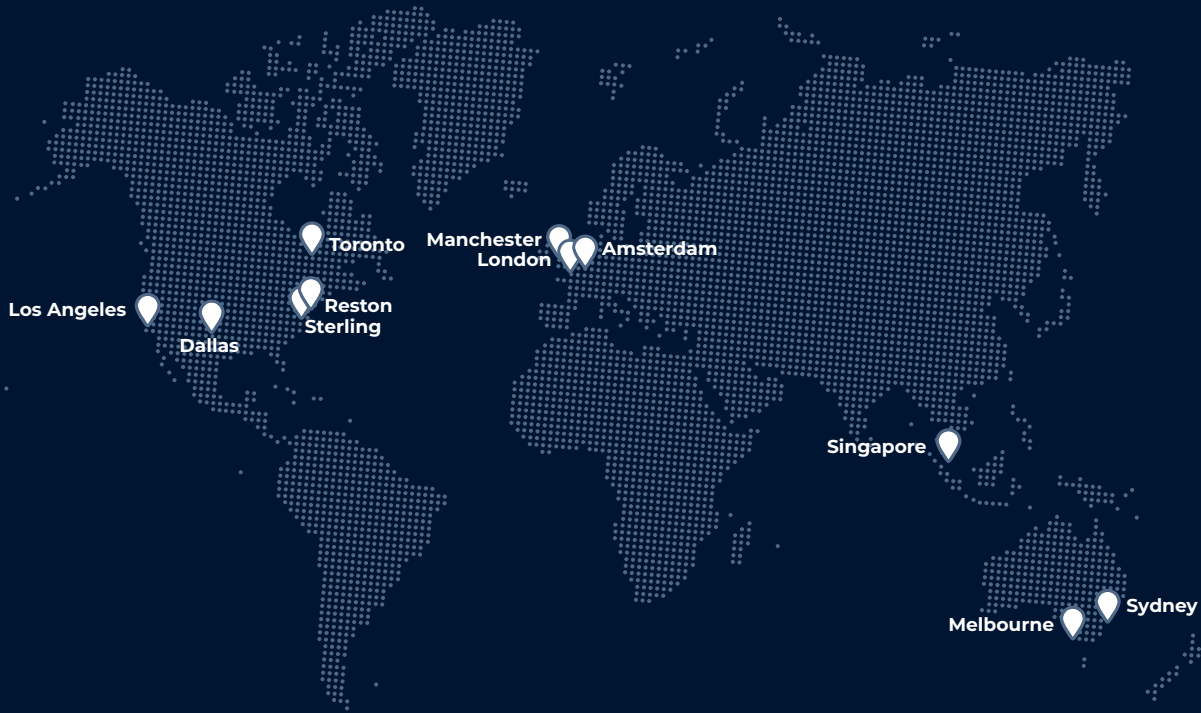 Toronto
Manchester
London
Amsterdam
Los Angeles
Reston
Sterling
Dallas
Singapore
Sydney
Melbourne